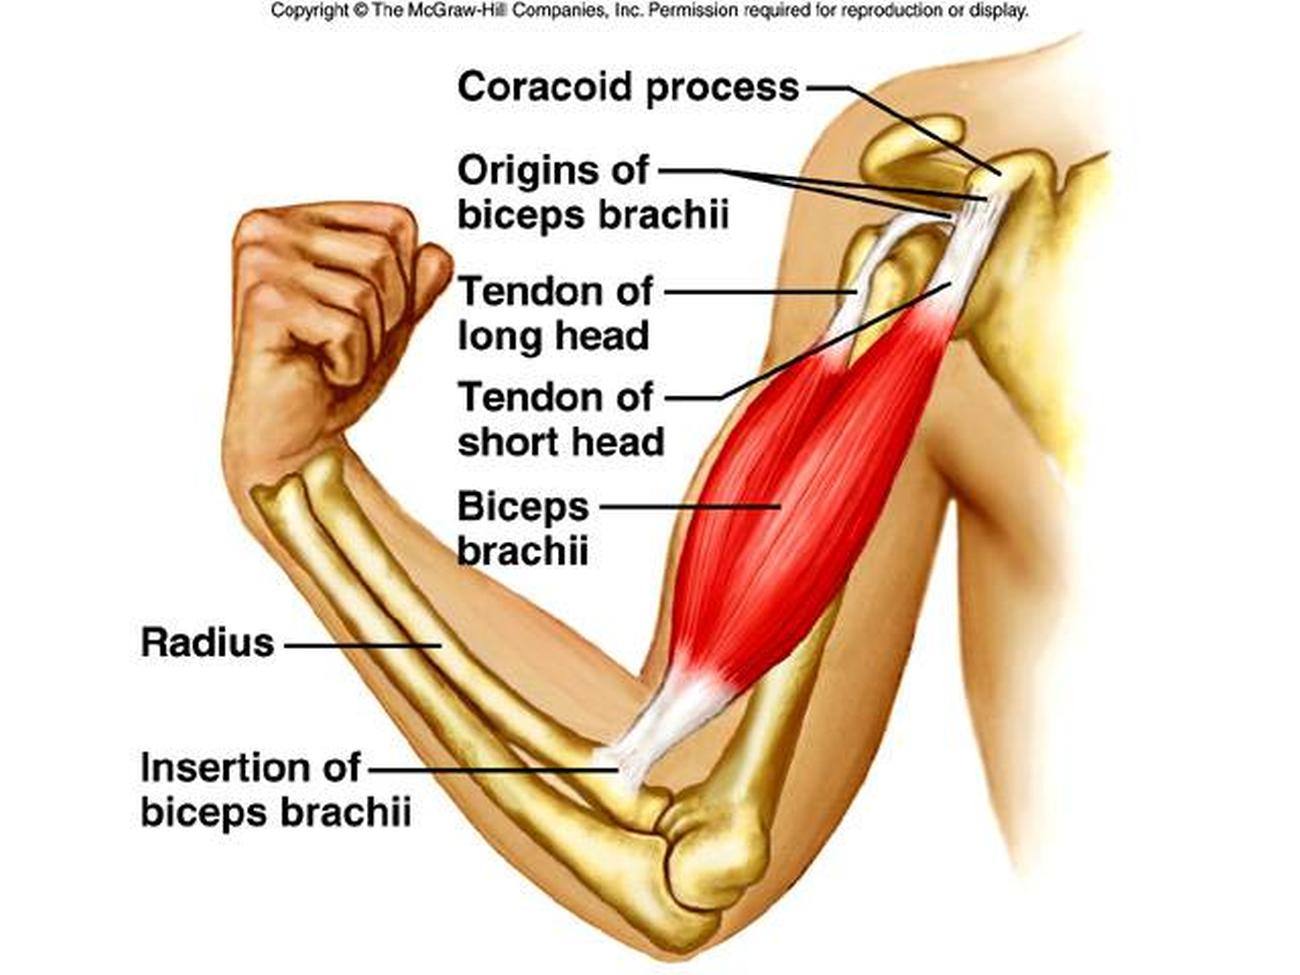 Copyright © The McGraw-Hill Companies, Inc. Permission required for reproduction or display.
Coracoid process
Origins of
biceps brachii
Tendon of
long head
Tendon of
short head
Biceps
brachii
Radius
Insertion of
biceps brachii